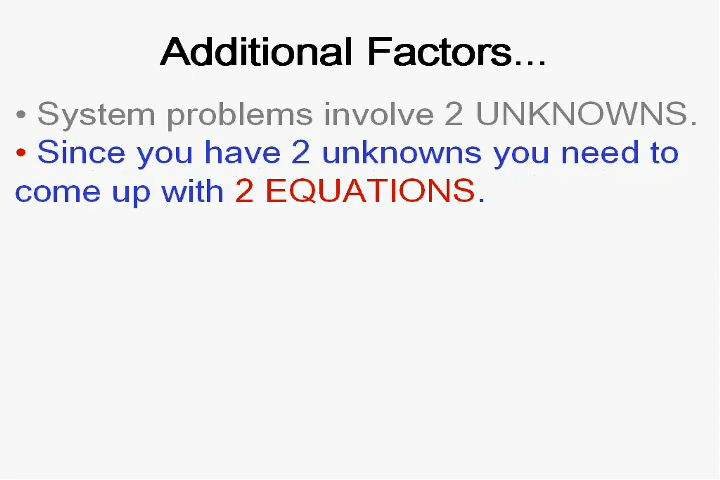 Additional Factors...
• System problems involve 2 UNKNOWNS.
• Since you have 2 unknowns you need to
come up with 2 EQUATIONS.